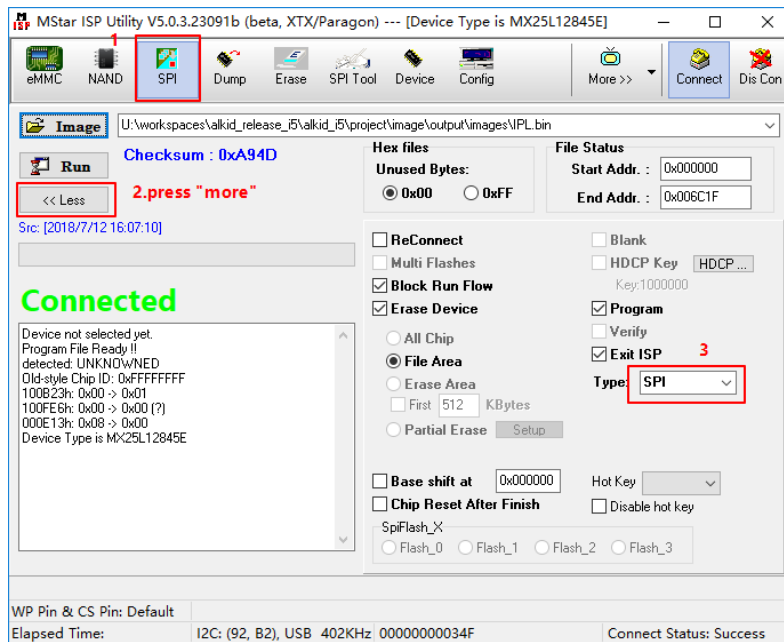 MStar ISP Utility V5.0.3.23091b (beta, XTX/Paragon) --- [Device Type is MX25L12845E]
1
eMMC NAND SPI Dump Erase SPI Tool Device Config More >> Connect Dis Con
Image U:\workspaces\alkid_release_i5\alkid_i5\project\image\output\images\IPL.bin
Run
Checksum : 0xA94D
<< Less
2.press "more"
Src: [2018/7/12 16:07:10]
Hex files
Unused Bytes:
0x00 0xFF
File Status
Start Addr. : 0x000000
End Addr. : 0x006C1F
Connected
Device not selected yet.
Program File Ready !!
detected: UNKNOWNED
Old-style Chip ID: 0xFFFFFFFF
100B23h: 0x00 -> 0x01
100FE6h: 0x00 -> 0x00 (?)
000E13h: 0x08 -> 0x00
Device Type is MX25L12845E
ReConnect
Multi Flashes
Block Run Flow
Erase Device
All Chip
File Area
Erase Area
First 512 KBytes
Partial Erase Setup
Blank
HDCP Key HDCP ...
Key:1000000
Program
Verify
Exit ISP
3
Type: SPI
Base shift at 0x000000
Chip Reset After Finish
Hot Key
Disable hot key
SpiFlash_X
Flash_0 Flash_1 Flash_2 Flash_3
WP Pin & CS Pin: Default
Elapsed Time: I2C: (92, B2), USB 402KHz 00000000034F Connect Status: Success